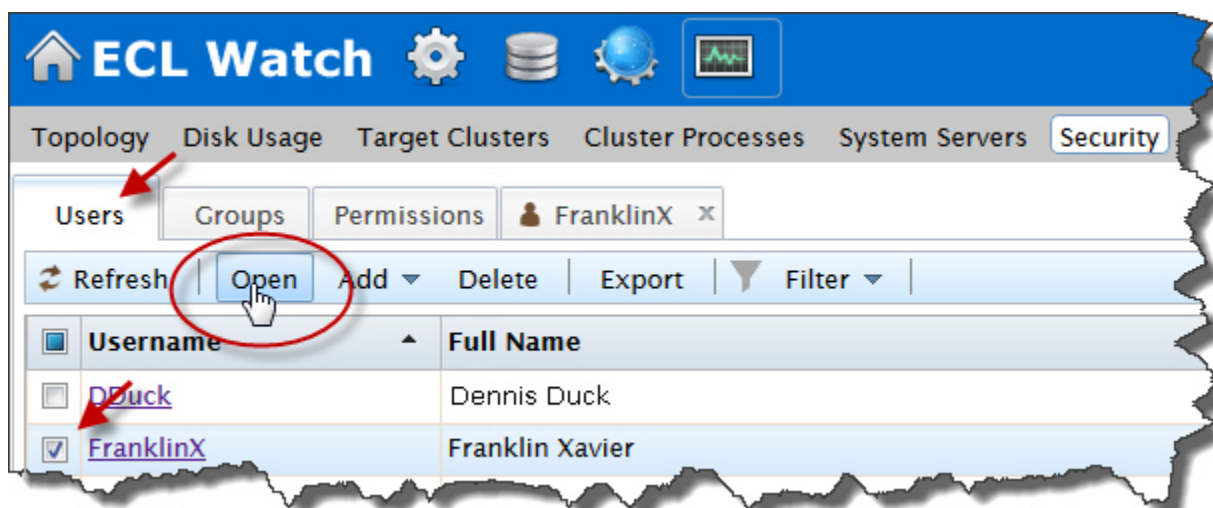 ECL Watch
Topology Disk Usage Target Clusters Cluster Processes System Servers Security
Users Groups Permissions FranklinX x
Refresh Open Add Delete Export Filter
Username Full Name
DDuck Dennis Duck
FranklinX Franklin Xavier